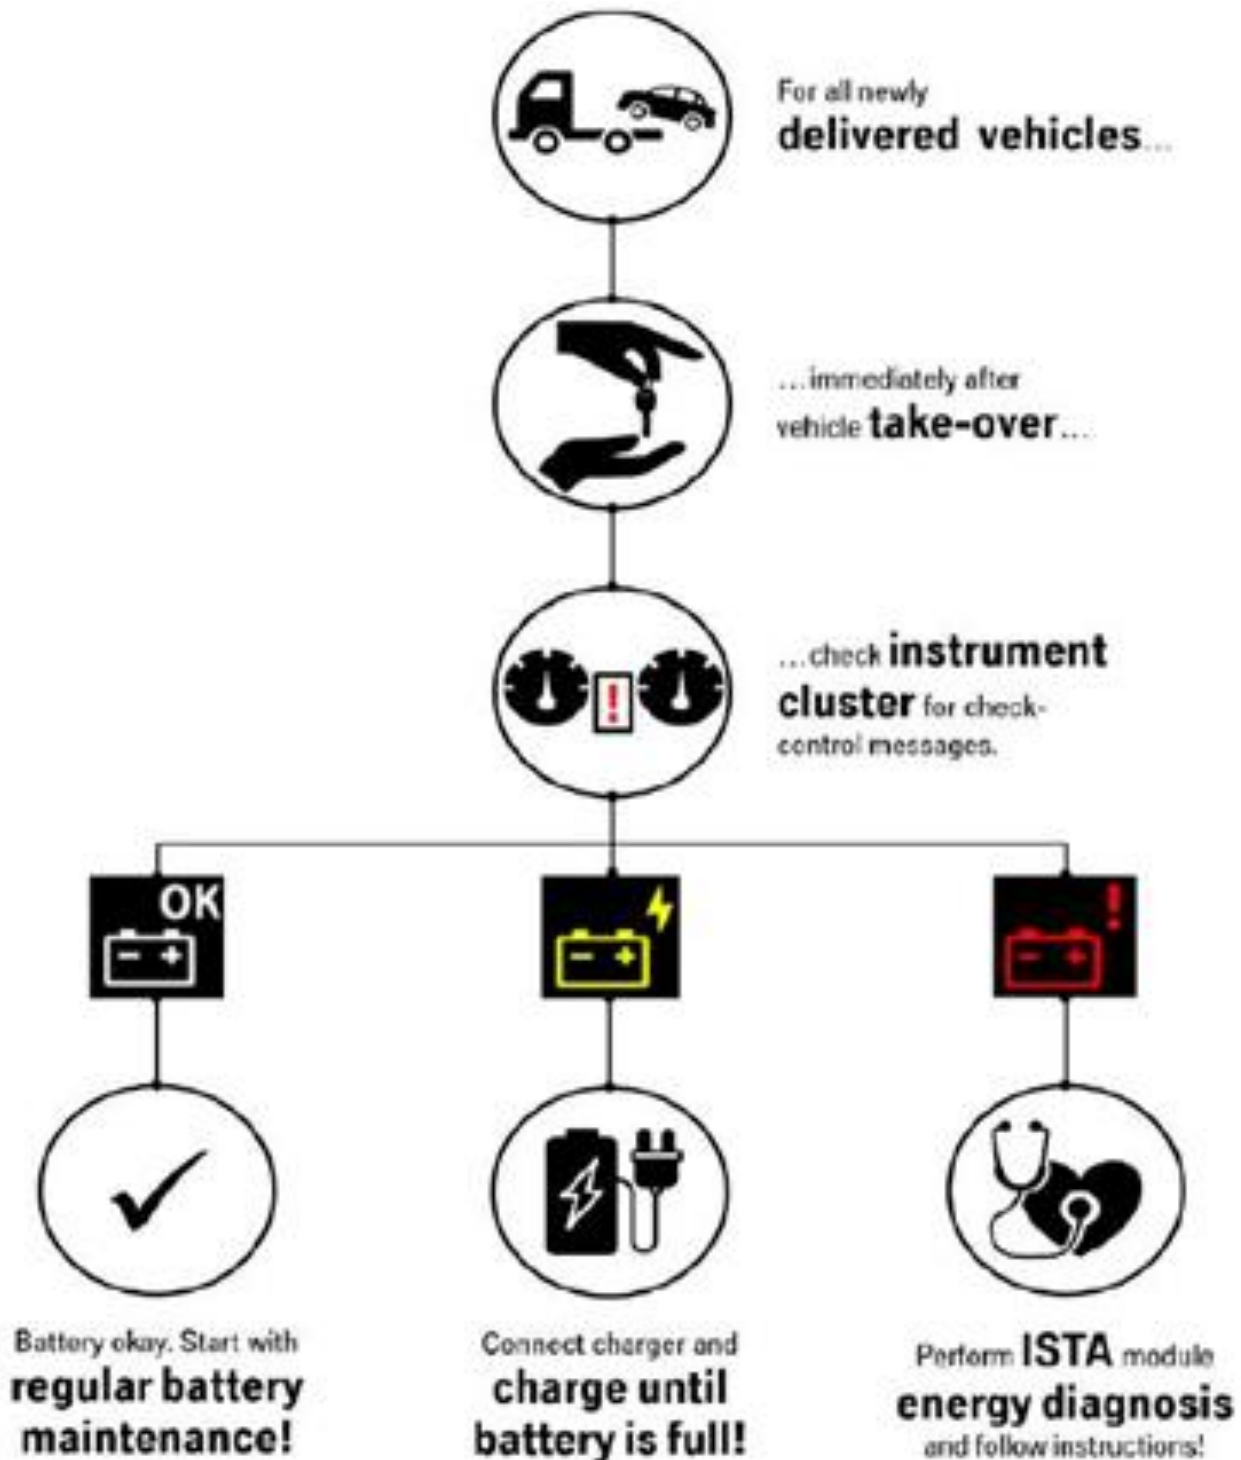 For all newly
delivered vehicles...
...immediately after
vehicle take-over...
...check instrument
cluster for check-
control messages.
OK
- +
- +
!
- +
Battery okay. Start with
regular battery
maintenance!
Connect charger and
charge until
battery is full!
Perform ISTA module
energy diagnosis
and follow instructions!